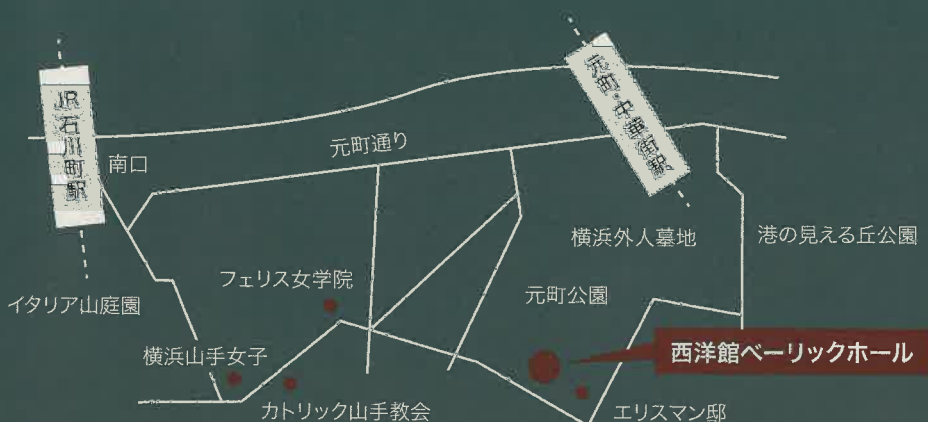 JR石川町駅
南口
元町通り
元町・中華街駅
横浜外人墓地
港の見える丘公園
フェリス女学院
元町公園
イタリア山庭園
横浜山手女子
西洋館ベーリックホール
カトリック山手教会
エリスマン邸